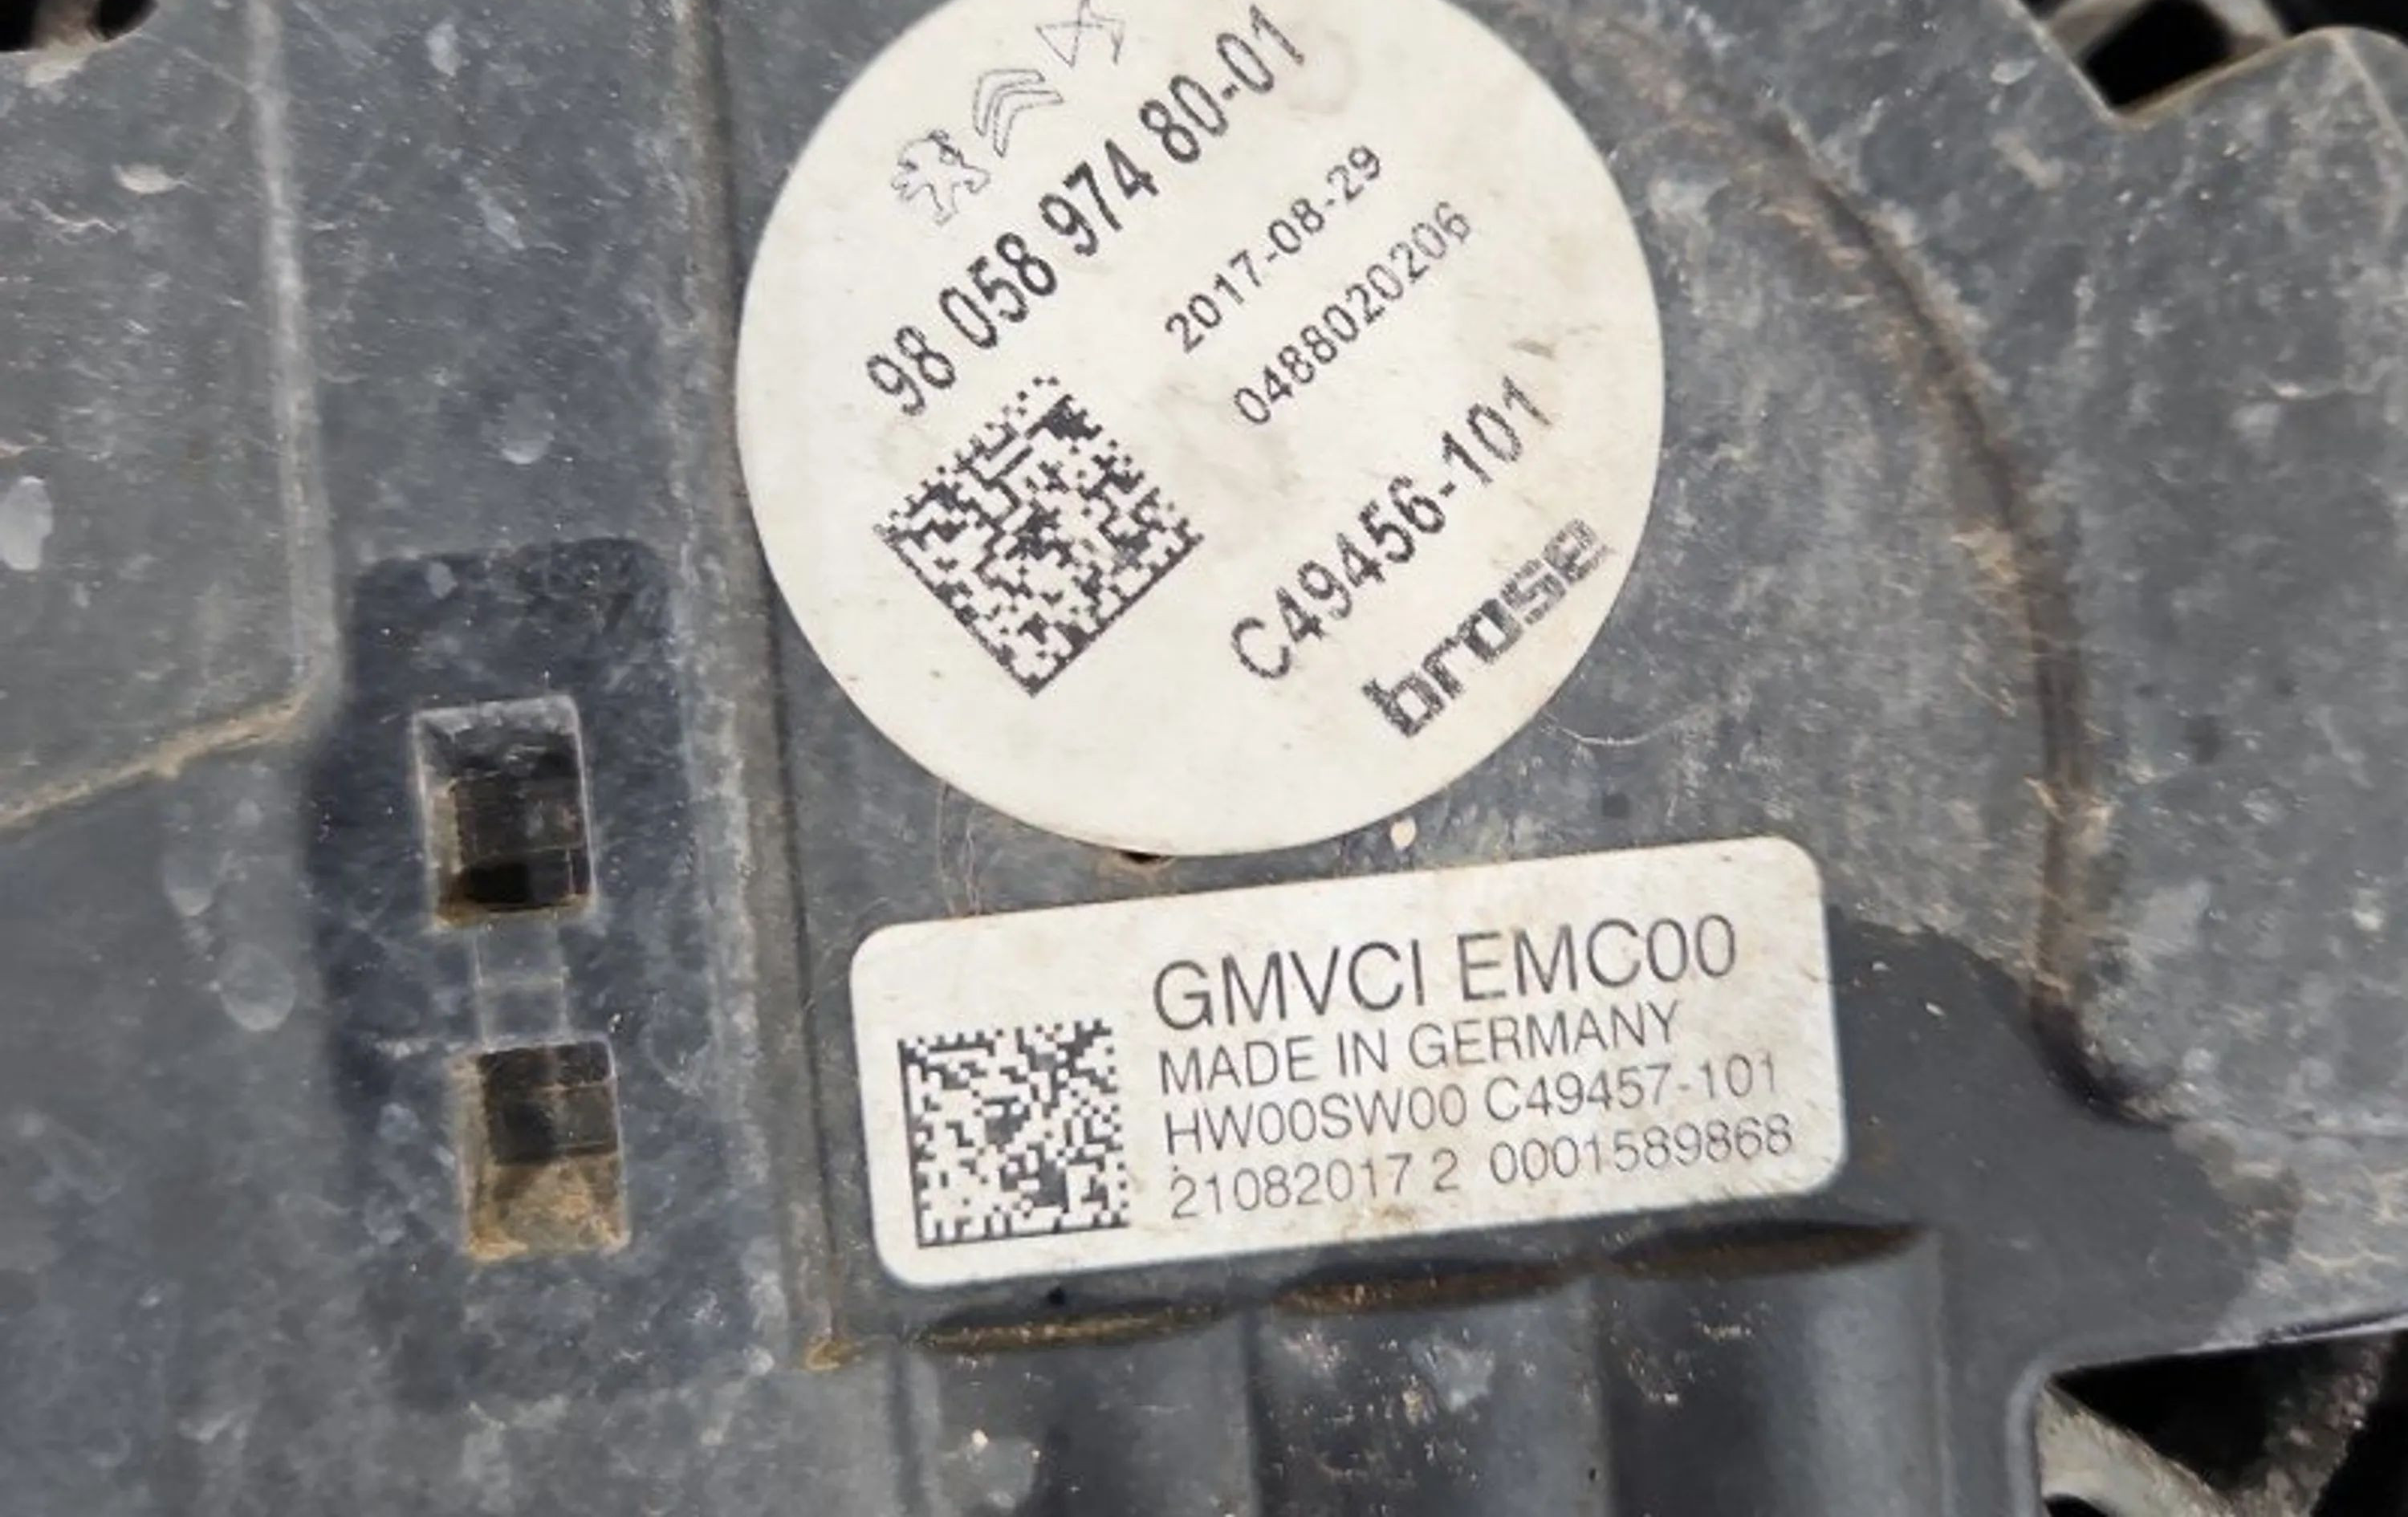 98 058 974 80-01
2017-08-29
0488020206
C49456-101
brose
GMVCI EMC00
MADE IN GERMANY
HW00SW00 C49457-101
21082017 2 0001589868